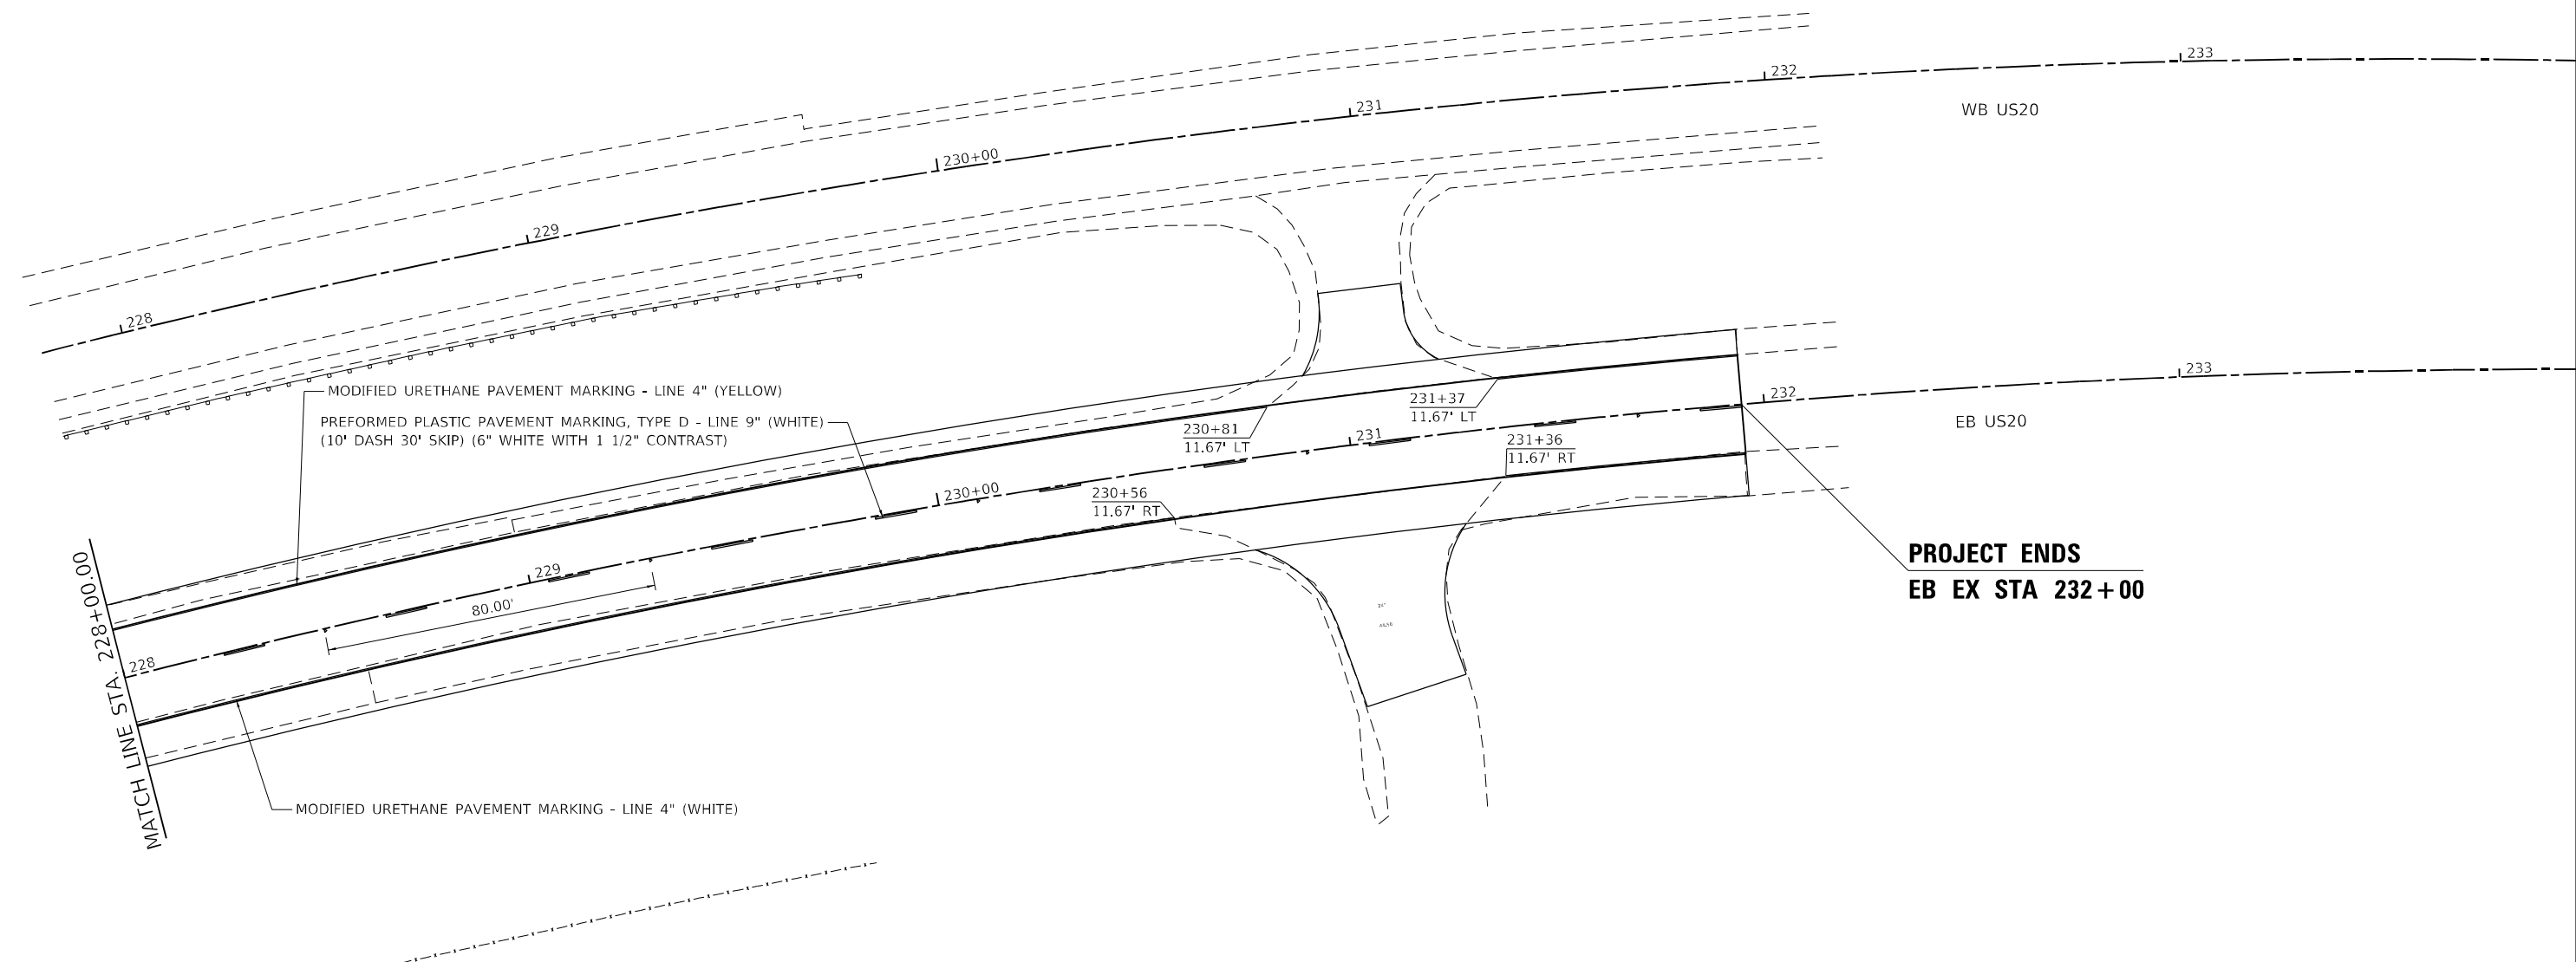 233
232
231
WB US20
230+00
229
228
MODIFIED URETHANE PAVEMENT MARKING - LINE 4" (YELLOW)
PREFORMED PLASTIC PAVEMENT MARKING, TYPE D - LINE 9" (WHITE)
(10' DASH 30' SKIP) (6" WHITE WITH 1 1/2" CONTRAST)
233
232
231+37
11.67' LT
EB US20
230+81
11.67' LT
231
231+36
11.67' RT
230+00
230+56
11.67' RT
229
80.00'
228
MATCH LINE STA. 228+00.00
PROJECT ENDS
EB EX STA 232+00
MODIFIED URETHANE PAVEMENT MARKING - LINE 4" (WHITE)